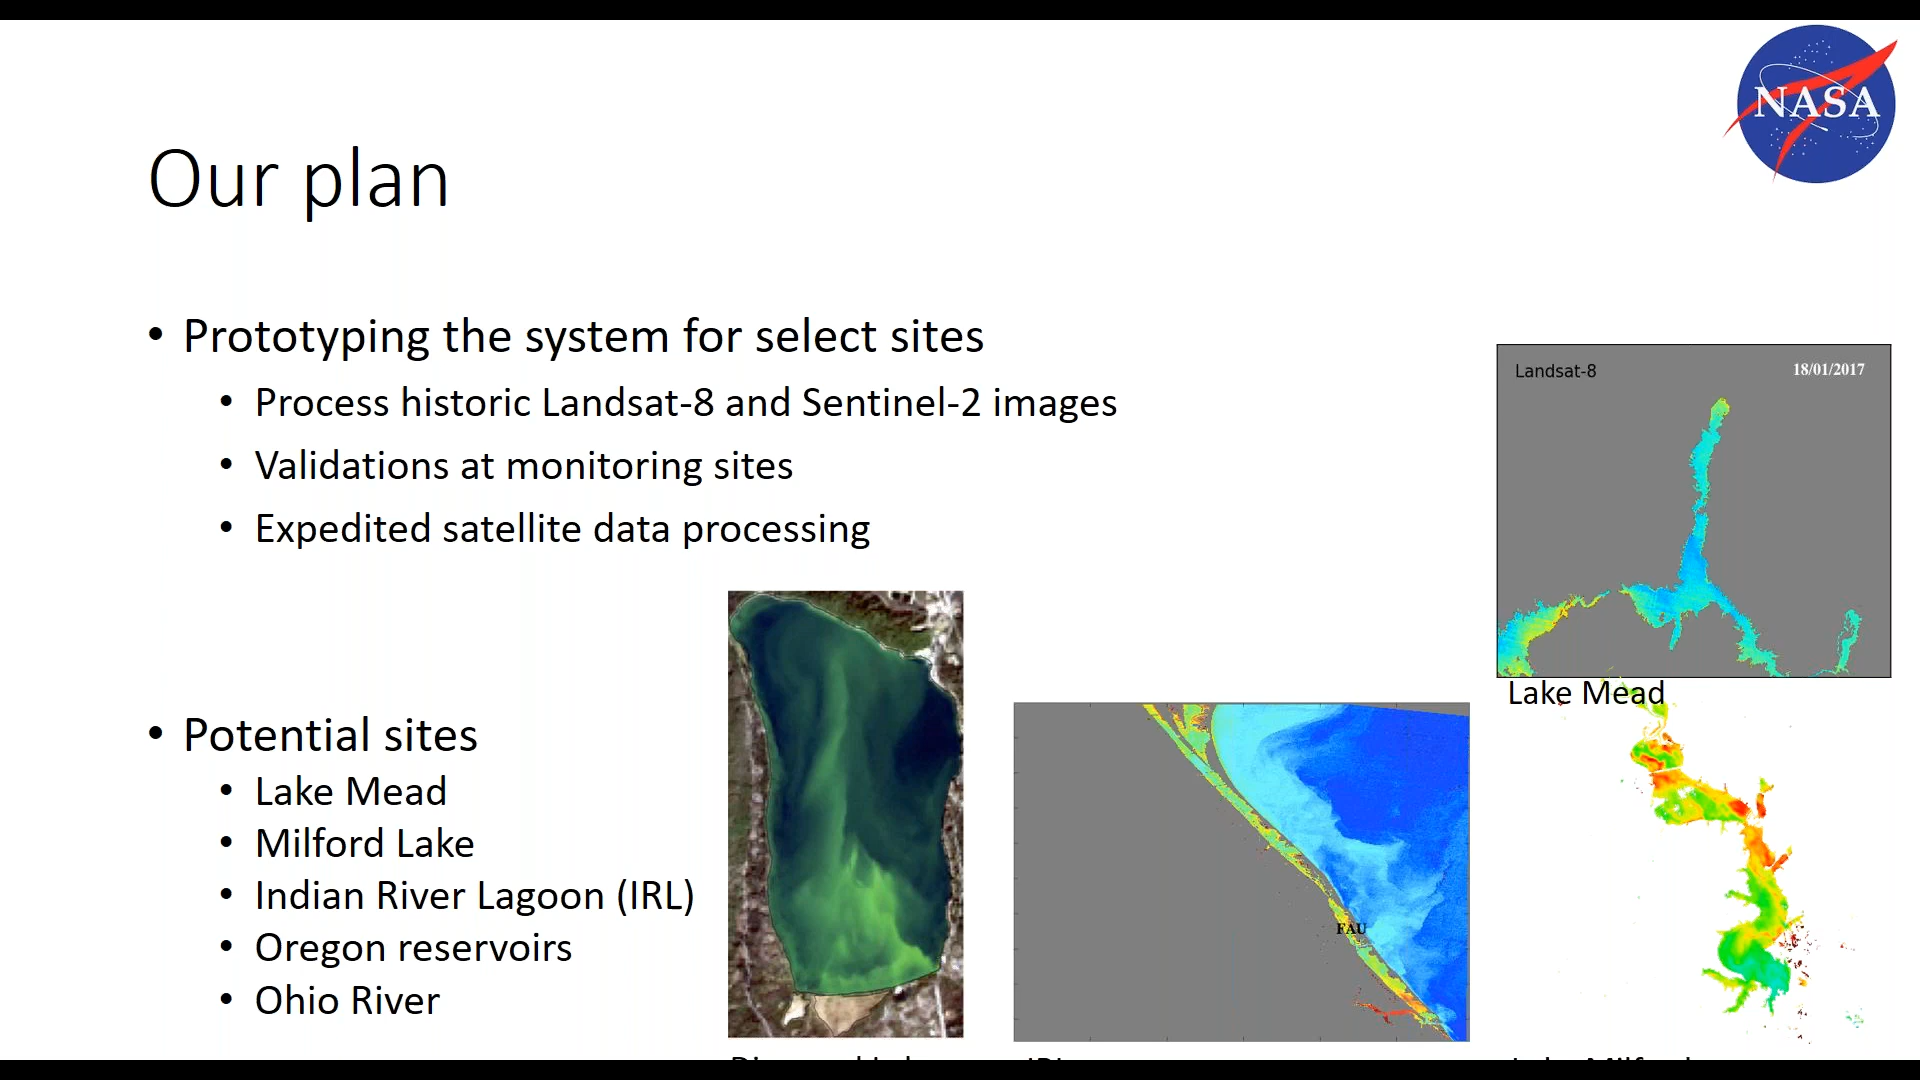 NASA
Our plan
• Prototyping the system for select sites
• Process historic Landsat-8 and Sentinel-2 images
• Validations at monitoring sites
• Expedited satellite data processing
• Potential sites
• Lake Mead
• Milford Lake
• Indian River Lagoon (IRL)
• Oregon reservoirs
• Ohio River
FAU
Landsat-8 18/01/2017
Lake Mead